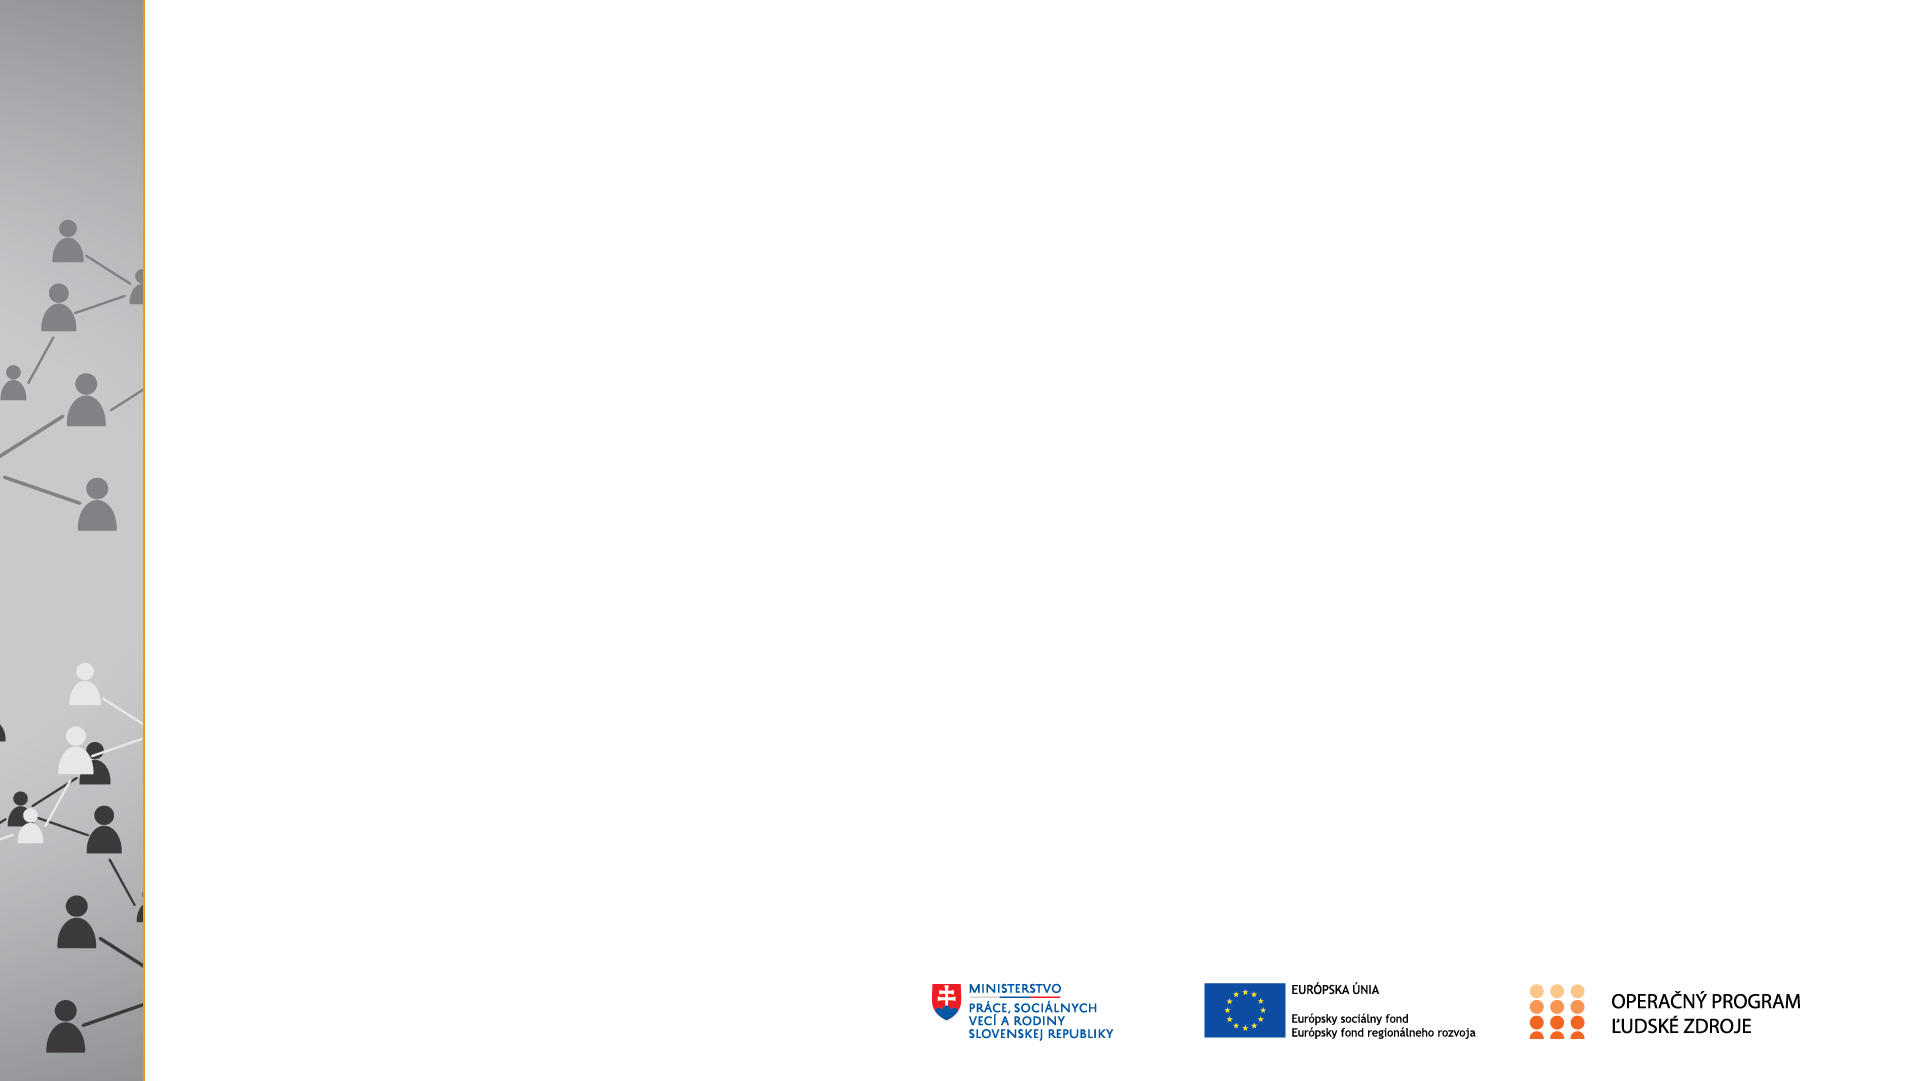 MINISTERSTVO
PRÁCE, SOCIÁLNYCH
VECÍ A RODINY
SLOVENSKEJ REPUBLIKY
EURÓPSKA ÚNIA
Európsky sociálny fond
Európsky fond regionálneho rozvoja
OPERAČNÝ PROGRAM
ĽUDSKÉ ZDROJE